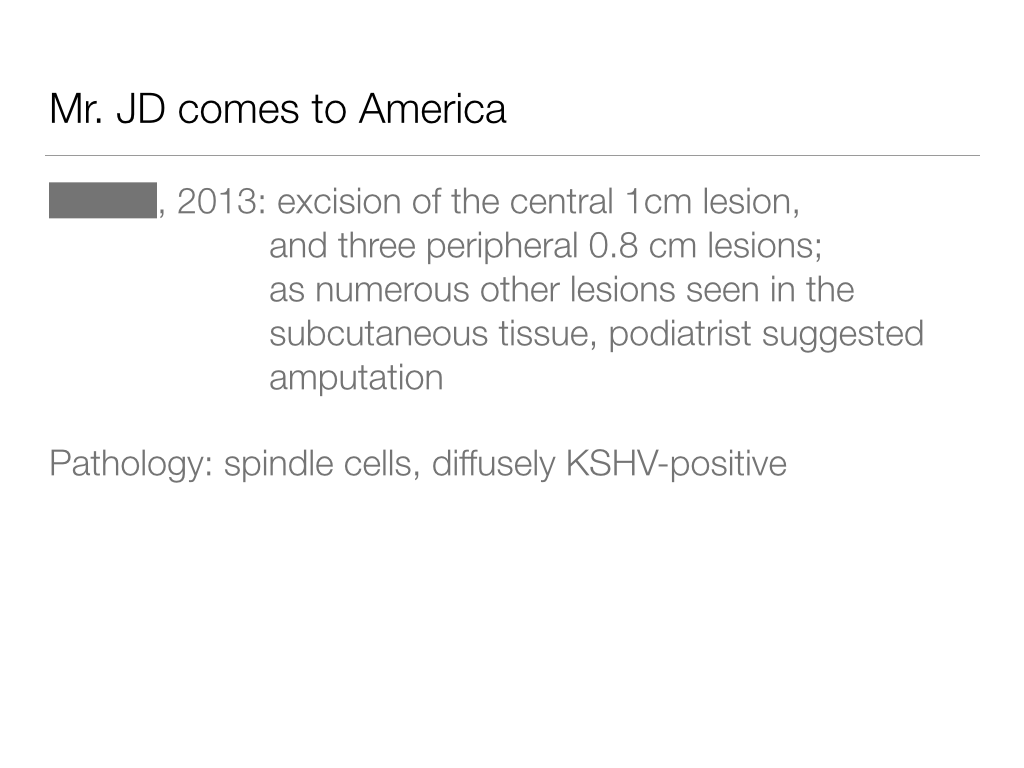 Mr. JD comes to America
, 2013: excision of the central 1cm lesion,
and three peripheral 0.8 cm lesions;
as numerous other lesions seen in the
subcutaneous tissue, podiatrist suggested
amputation
Pathology: spindle cells, diffusely KSHV-positive